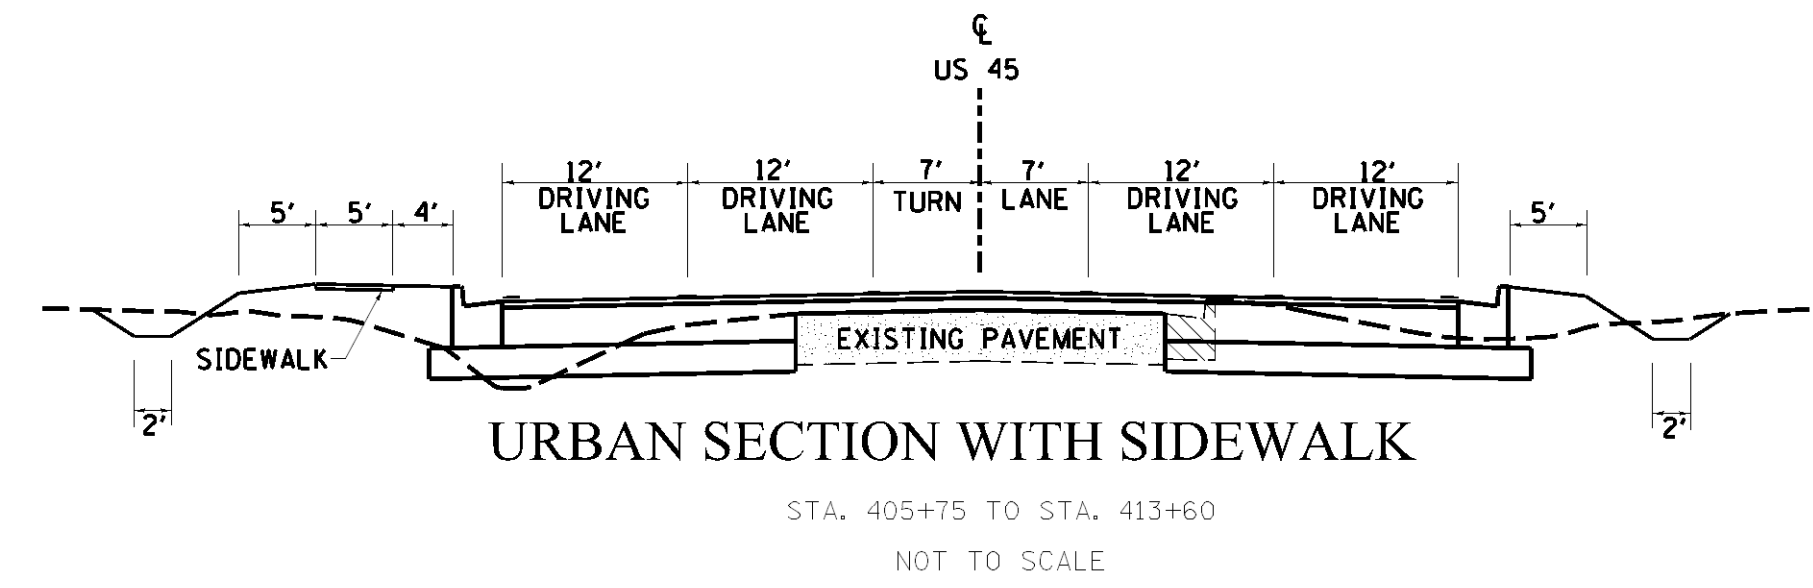 ℄
US 45
12' 12' 7' 7' 12' 12'
DRIVING LANE
DRIVING LANE
TURN LANE
DRIVING LANE
DRIVING LANE
5' 5' 4' 5'
SIDEWALK
EXISTING PAVEMENT
2' 2'
URBAN SECTION WITH SIDEWALK
STA. 405+75 TO STA. 413+60
NOT TO SCALE